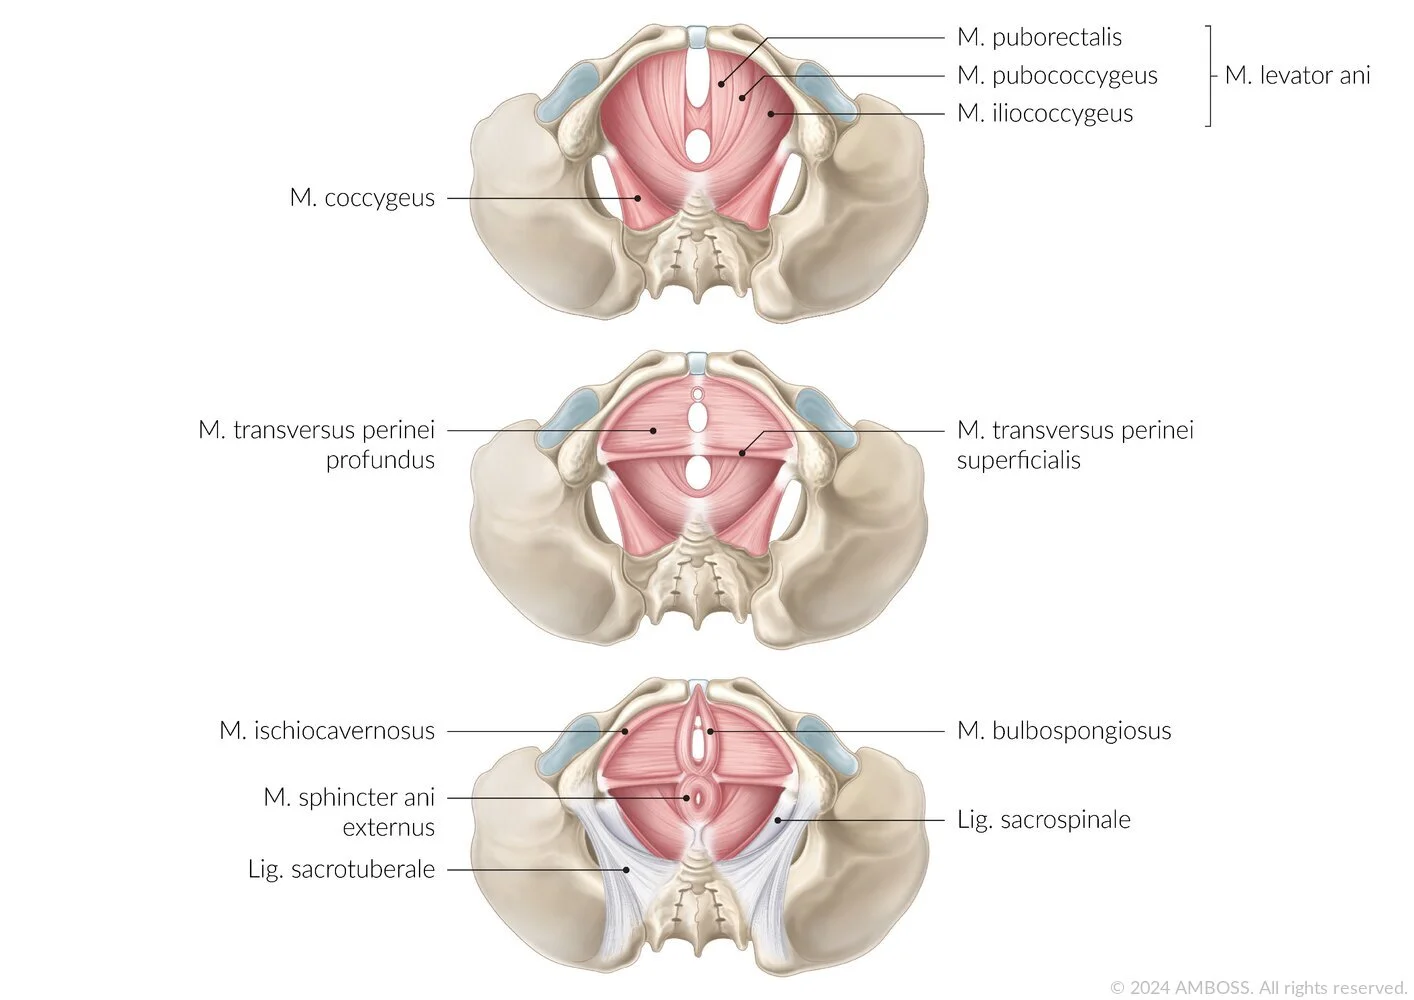 M. puborectalis
M. pubococcygeus
M. levator ani
M. iliococcygeus
M. coccygeus
M. transversus perinei
profundus
M. transversus perinei
superficialis
M. ischiocavernosus
M. bulbospongiosus
M. sphincter ani
externus
Lig. sacrospinale
Lig. sacrotuberale
© 2024 AMBOSS. All rights reserved.